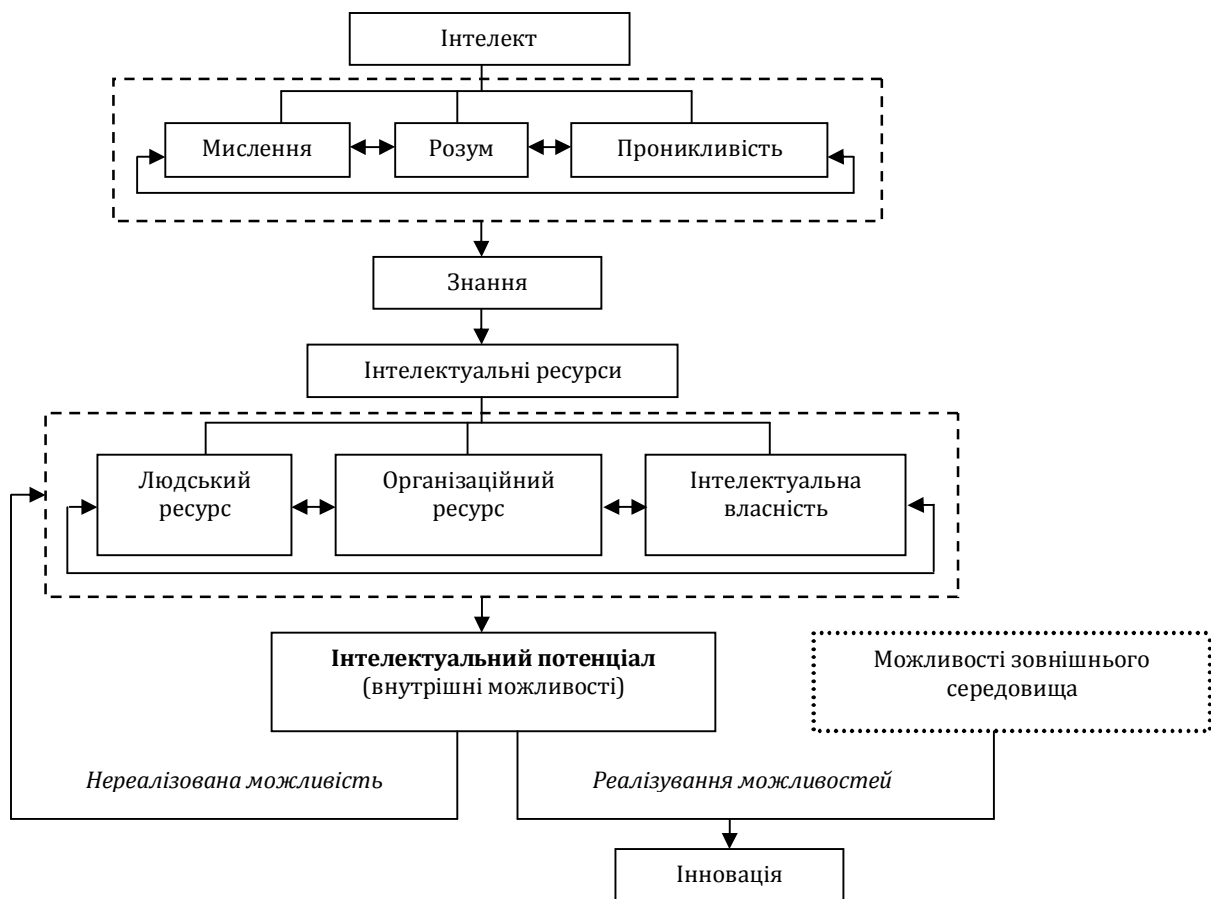 Інтелект
Мислення
Розум
Проникливість
Знання
Інтелектуальні ресурси
Людський
ресурс
Організаційний
ресурс
Інтелектуальна
власність
Інтелектуальний потенціал
(внутрішні можливості)
Можливості зовнішнього
середовища
Нереалізована можливість
Реалізування можливостей
Інновація